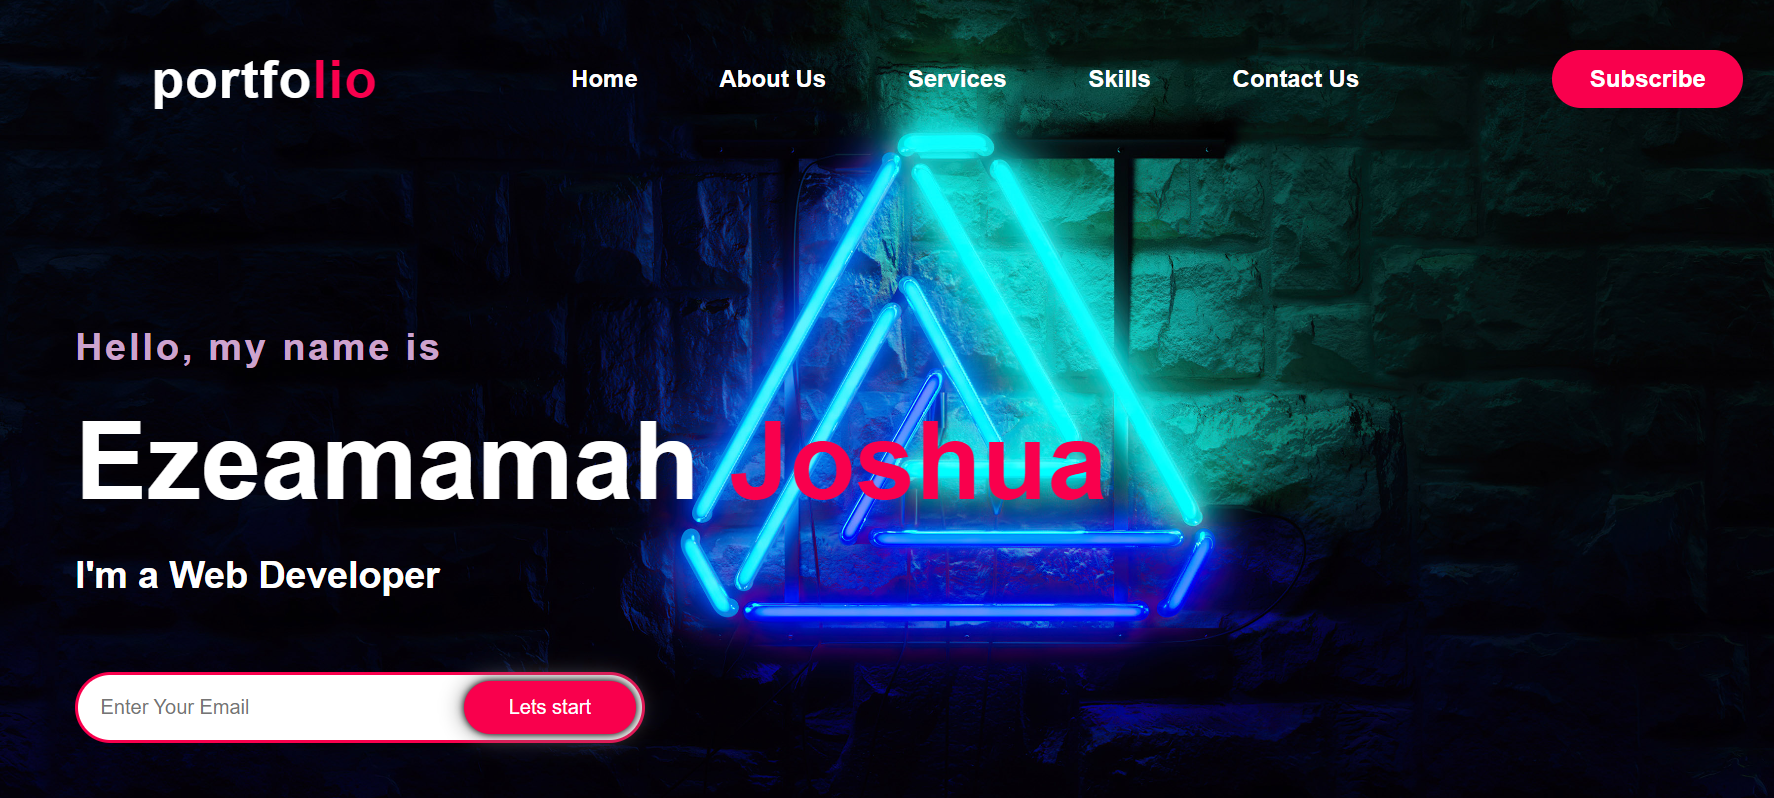 portfolio Home About Us Services Skills Contact Us Subscribe
Hello, my name is
Ezeamamah Joshua
I'm a Web Developer
Enter Your Email Lets start